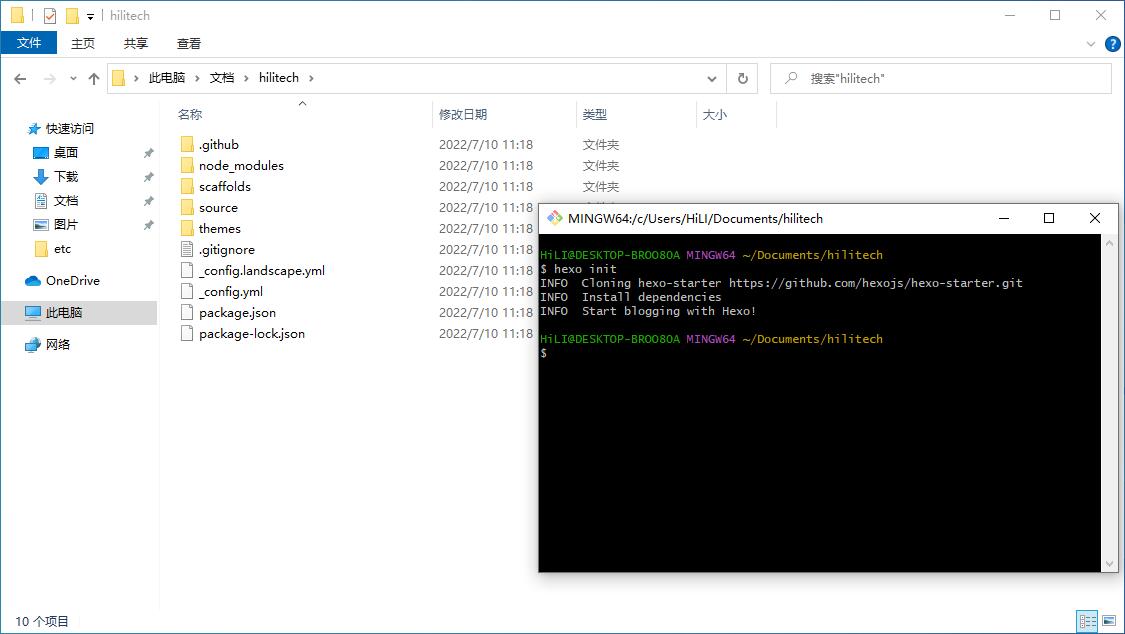 hilitech
文件 主页 共享 查看
此电脑 文档 hilitech 搜索"hilitech"
名称 修改日期 类型 大小
快速访问
桌面
下载
文档
图片
etc
OneDrive
此电脑
网络
.github 2022/7/10 11:18 文件夹
node_modules 2022/7/10 11:18 文件夹
scaffolds 2022/7/10 11:18 文件夹
source 2022/7/10 11:18
themes 2022/7/10 11:18
.gitignore 2022/7/10 11:18
_config.landscape.yml 2022/7/10 11:18
_config.yml 2022/7/10 11:18
package.json 2022/7/10 11:18
package-lock.json 2022/7/10 11:18
MINGW64:/c/Users/HiLI/Documents/hilitech
HiLI@DESKTOP-BROO8OA MINGW64 ~/Documents/hilitech
$ hexo init
INFO  Cloning hexo-starter https://github.com/hexojs/hexo-starter.git
INFO  Install dependencies
INFO  Start blogging with Hexo!
HiLI@DESKTOP-BROO8OA MINGW64 ~/Documents/hilitech
$
10 个项目